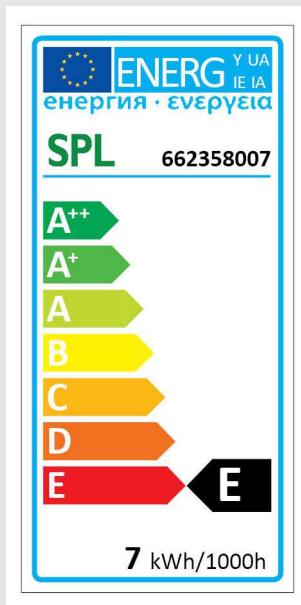 ENERG Y UA
IE IA
енергия · ενεργεια
SPL 662358007
A++
A+
A
B
C
D
E E
7 kWh/1000h